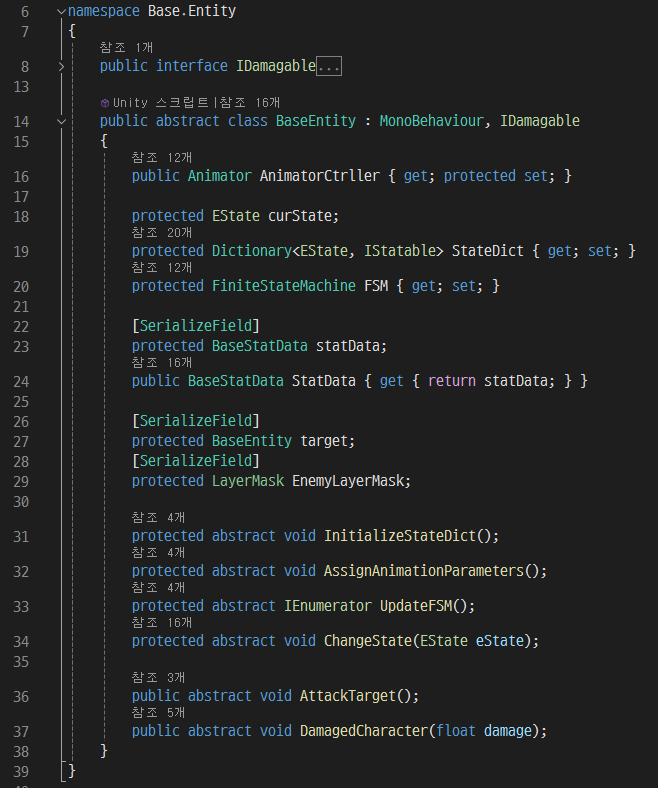 6 namespace Base.Entity
7 {
참조 1개
8 public interface IDamagable...
13
Unity 스크립트|참조 16개
14 public abstract class BaseEntity : MonoBehaviour, IDamagable
15 {
참조 12개
16 public Animator AnimatorCtrller { get; protected set; }
17
18 protected EState curState;
참조 20개
19 protected Dictionary<EState, IStatable> StateDict { get; set; }
참조 12개
20 protected FiniteStateMachine FSM { get; set; }
21
22 [SerializeField]
23 protected BaseStatData statData;
참조 16개
24 public BaseStatData StatData { get { return statData; } }
25
26 [SerializeField]
27 protected BaseEntity target;
28 [SerializeField]
29 protected LayerMask EnemyLayerMask;
30
참조 4개
31 protected abstract void InitializeStateDict();
참조 4개
32 protected abstract void AssignAnimationParameters();
참조 4개
33 protected abstract IEnumerator UpdateFSM();
참조 16개
34 protected abstract void ChangeState(EState eState);
35
참조 3개
36 public abstract void AttackTarget();
참조 5개
37 public abstract void DamagedCharacter(float damage);
38 }
39 }